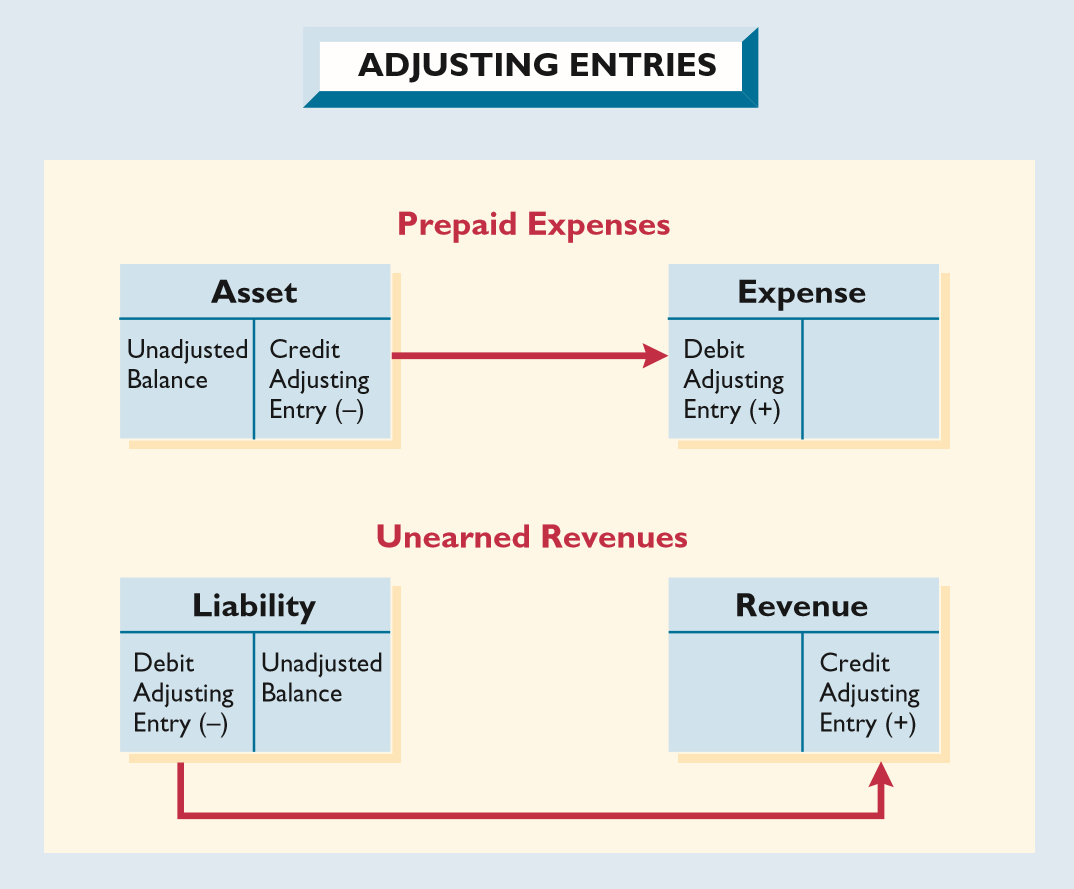 ADJUSTING ENTRIES
Prepaid Expenses
Asset
Unadjusted
Balance
Credit
Adjusting
Entry (–)
Expense
Debit
Adjusting
Entry (+)
Unearned Revenues
Liability
Debit
Adjusting
Entry (–)
Unadjusted
Balance
Revenue
Credit
Adjusting
Entry (+)